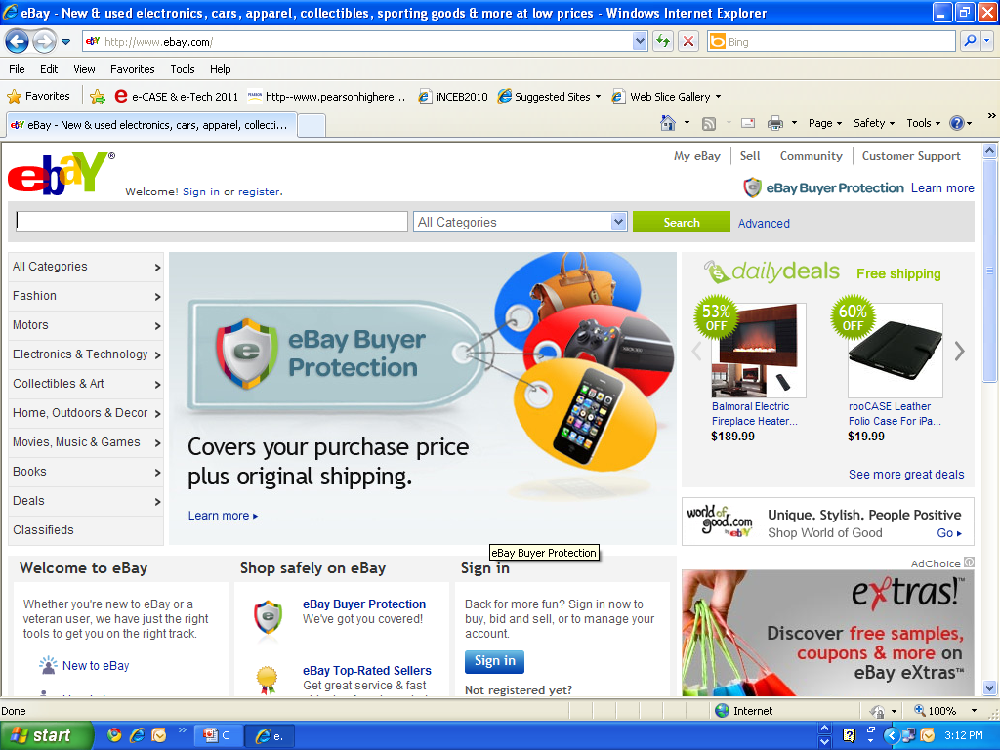 eBay - New & used electronics, cars, apparel, collectibles, sporting goods & more at low prices - Windows Internet Explorer
http://www.ebay.com/
Bing
File Edit View Favorites Tools Help
Favorites e-CASE & e-Tech 2011 http--www.pearsonhighere... iNCEB2010 Suggested Sites Web Slice Gallery
eBay - New & used electronics, cars, apparel, collecti...
Page Safety Tools
ebaY®
Welcome! Sign in or register.
My eBay Sell Community Customer Support
eBay Buyer Protection Learn more
All Categories Search Advanced
All Categories
Fashion
Motors
Electronics & Technology
Collectibles & Art
Home, Outdoors & Decor
Movies, Music & Games
Books
Deals
Classifieds
eBay Buyer
Protection
XBOX 360
Covers your purchase price
plus original shipping.
Learn more
eBay Buyer Protection
dailydeals Free shipping
53%
OFF
Balmoral Electric
Fireplace Heater...
$189.99
60%
OFF
rooCASE Leather
Folio Case For iPa...
$19.99
See more great deals
world of
good.com
by ebY
Unique. Stylish. People Positive
Shop World of Good Go
AdChoice
extras!™
Discover free samples,
coupons & more on
eBay eXtras™
Welcome to eBay
Whether you're new to eBay or a
veteran user, we have just the right
tools to get you on the right track.
New to eBay
Shop safely on eBay
eBay Buyer Protection
We've got you covered!
eBay Top-Rated Sellers
Get great service & fast
Sign in
Back for more fun? Sign in now to
buy, bid and sell, or to manage your
account.
Sign in
Not registered yet?
Done Internet 100%
start C e. 3:12 PM